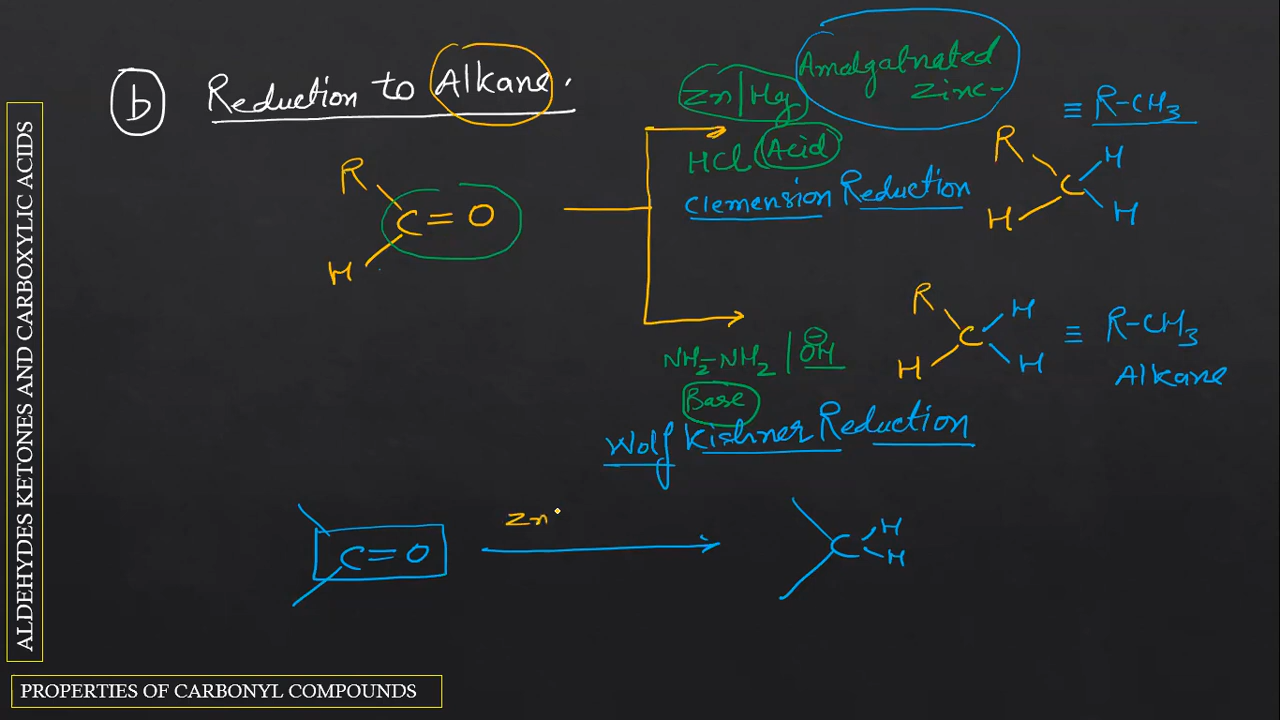 ALDEHYDES KETONES AND CARBOXYLIC ACIDS
b Reduction to Alkane.
R
C=O
H
Zn|Hg
Amalgatnated
Zinc-
HCl (Acid)
Clemension Reduction
≡ R-CH3
R
H
C
H
H
NH2-NH2 | OH
Base
Wolf Kishner Reduction
R
H
C
H
H
≡ R-CH3
Alkane
C=O
Zn
C
H
H
PROPERTIES OF CARBONYL COMPOUNDS